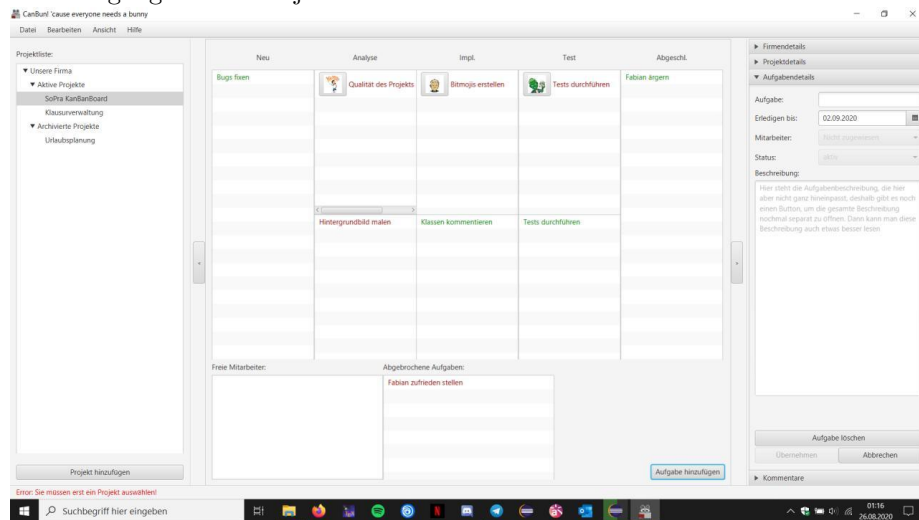 CanBun! 'cause everyone needs a bunny
Datei Bearbeiten Ansicht Hilfe
Projektliste:
Unsere Firma
Aktive Projekte
SoPra KanBanBoard
Klausurverwaltung
Archivierte Projekte
Urlaubsplanung
Projekt hinzufügen
Error: Sie müssen erst ein Projekt auswählen!
Neu Analyse Impl. Test Abgeschl.
Bugs fixen
Qualität des Projekts
Bitmojis erstellen
Tests durchführen
Fabian ärgern
Hintergrundbild malen
Klassen kommentieren
Tests durchführen
Freie Mitarbeiter:
Abgebrochene Aufgaben:
Fabian zufrieden stellen
Aufgabe hinzufügen
Firmendetails
Projektdetails
Aufgabendetails
Aufgabe:
Erledigen bis: 02.09.2020
Mitarbeiter: Nicht zugewiesen
Status: aktiv
Beschreibung:
Hier steht die Aufgabenbeschreibung, die hier
aber nicht ganz hineinpasst, deshalb gibt es noch
einen Button, um die gesamte Beschreibung
nochmal separat zu öffnen. Dann kann man diese
Beschreibung auch etwas besser lesen
Aufgabe löschen
Übernehmen Abbrechen
Kommentare
Suchbegriff hier eingeben
01:16
26.08.2020